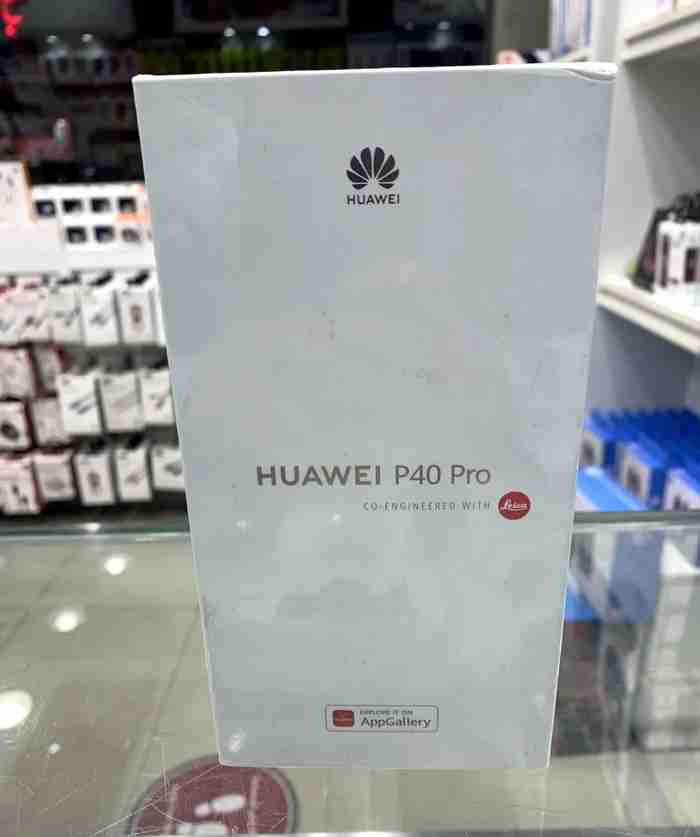 HUAWEI
HUAWEI P40 Pro
CO-ENGINEERED WITH Leica
EXPLORE IT ON
AppGallery